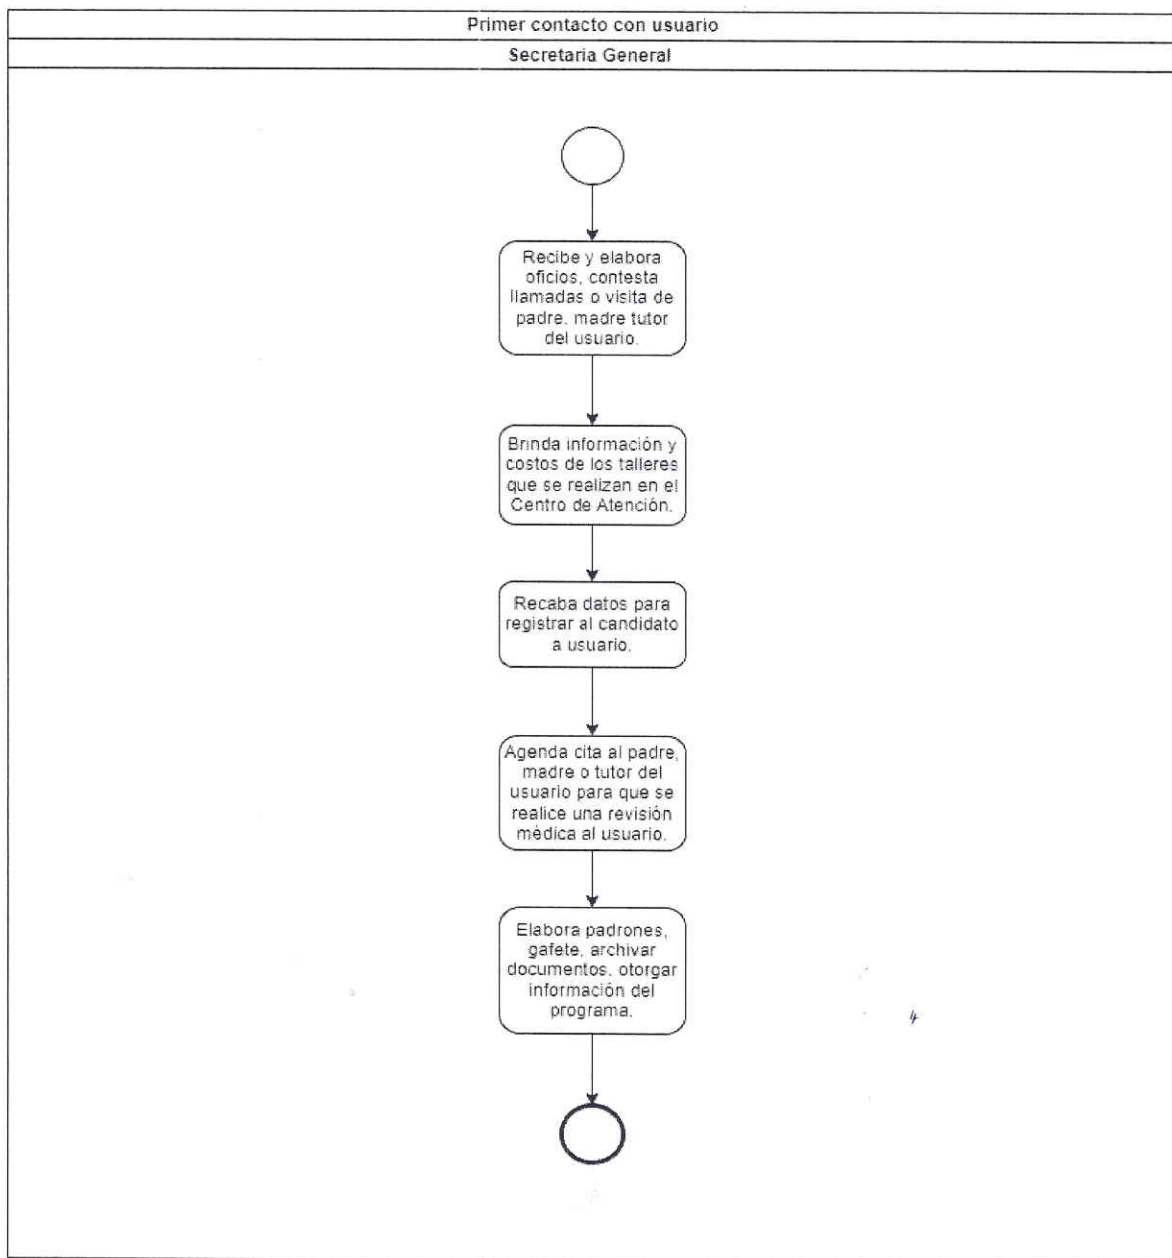 Primer contacto con usuario
Secretaria General
Recibe y elabora
oficios, contesta
llamadas o visita de
padre, madre tutor
del usuario.
Brinda información y
costos de los talleres
que se realizan en el
Centro de Atención.
Recaba datos para
registrar al candidato
a usuario.
Agenda cita al padre,
madre o tutor del
usuario para que se
realice una revisión
médica al usuario.
Elabora padrones,
gafete, archivar
documentos, otorgar
información del
programa.
4